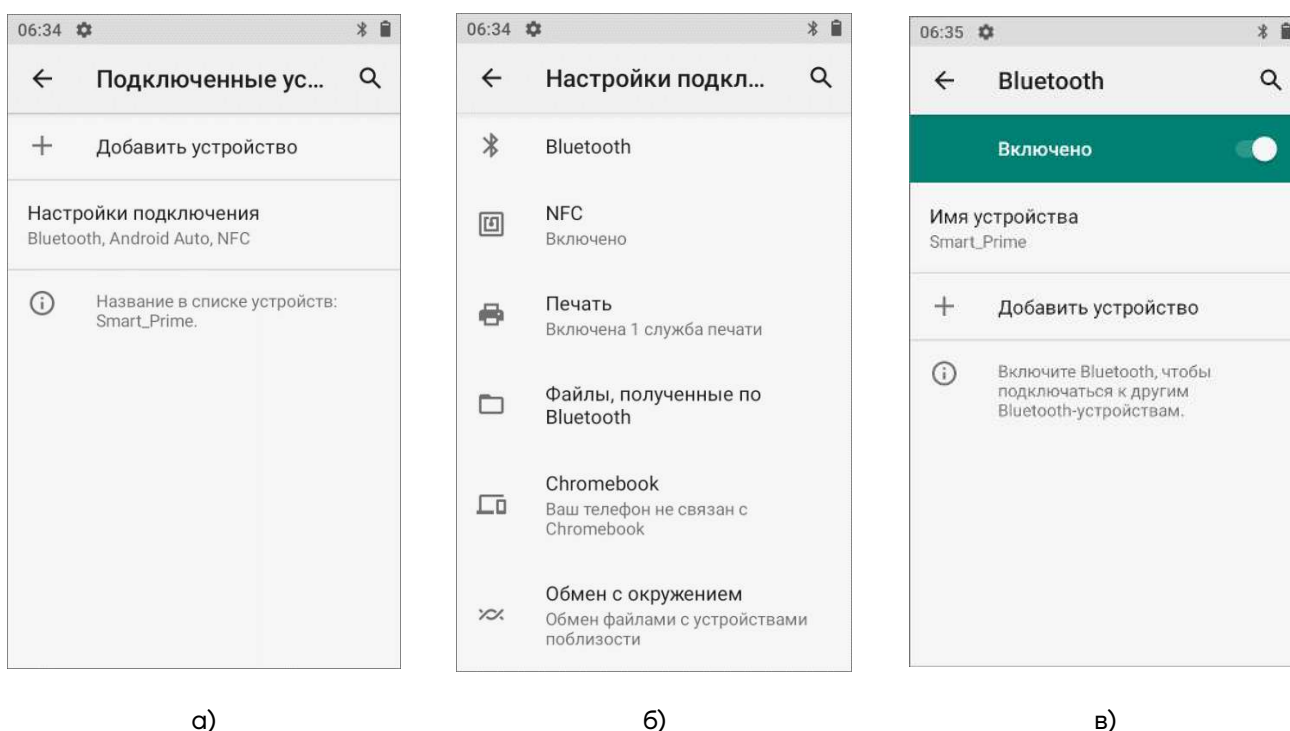 06:34
Подключенные ус...
Добавить устройство
Настройки подключения
Bluetooth, Android Auto, NFC
Название в списке устройств:
Smart_Prime.
а)
06:34
Настройки подкл...
Bluetooth
NFC
Включено
Печать
Включена 1 служба печати
Файлы, полученные по
Bluetooth
Chromebook
Ваш телефон не связан с
Chromebook
Обмен с окружением
Обмен файлами с устройствами
поблизости
б)
06:35
Bluetooth
Включено
Имя устройства
Smart_Prime
Добавить устройство
Включите Bluetooth, чтобы
подключаться к другим
Bluetooth-устройствам.
в)